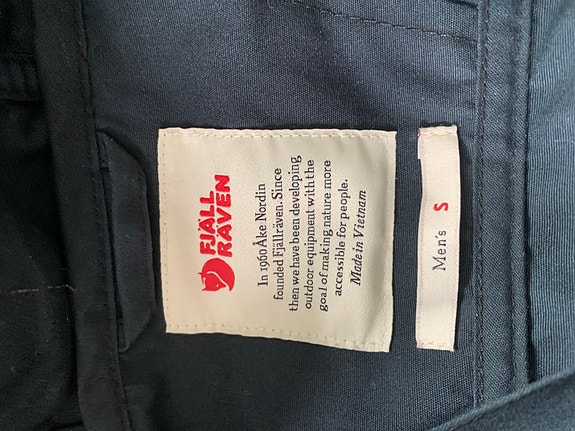 FJÄLL
RÄVEN
In 1960 Åke Nordin
founded Fjällräven. Since
then we have been developing
outdoor equipment with the
goal of making nature more
accessible for people.
Made in Vietnam
Men's S